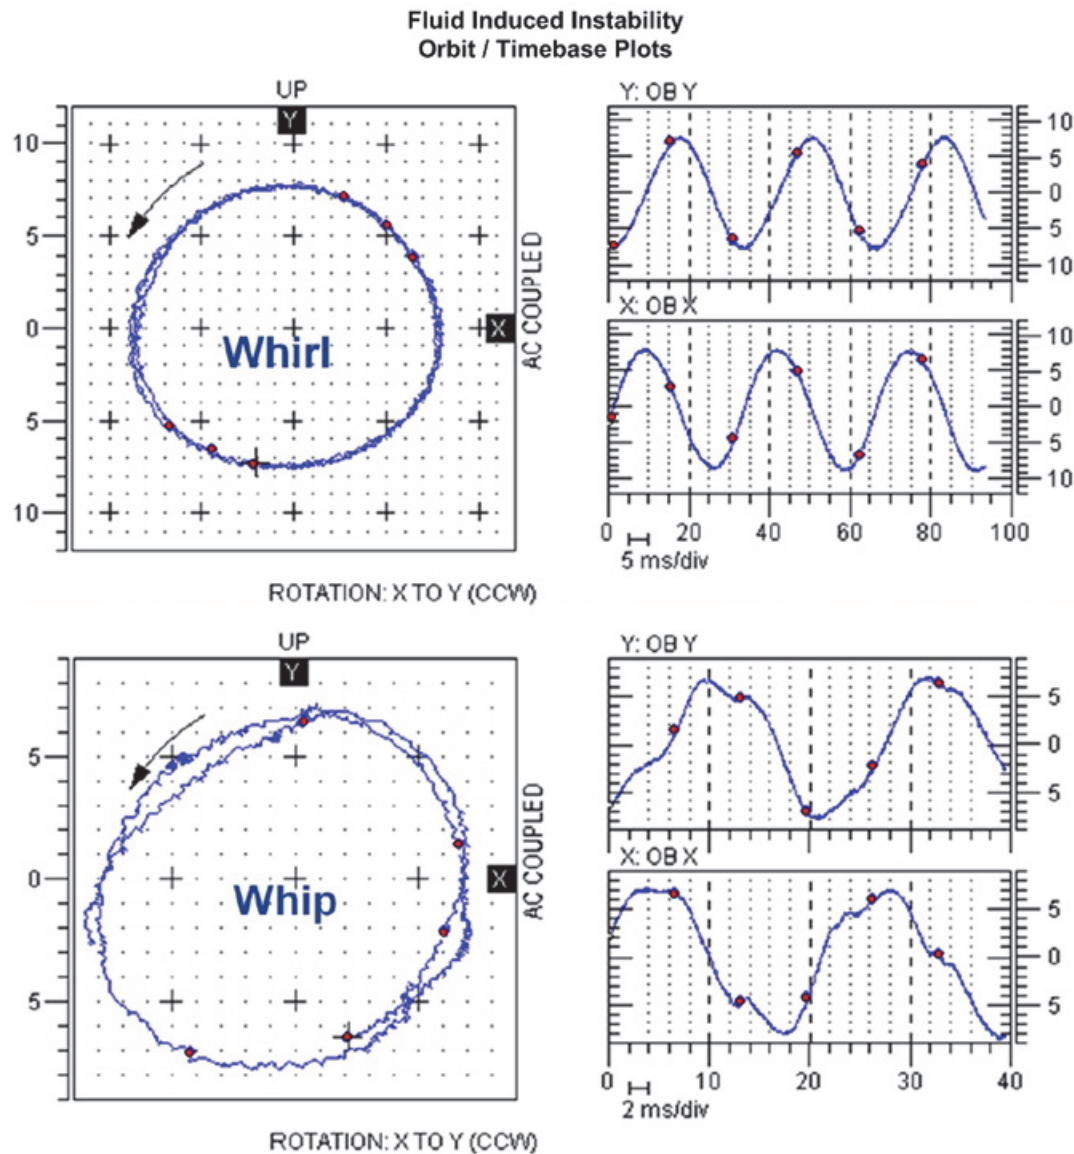 Fluid Induced Instability
Orbit / Timebase Plots
UP
Y
10
5
0
5
10
Whirl
X
AC COUPLED
ROTATION: X TO Y (CCW)
Y: OB Y
10
5
0
5
10
X: OB X
10
5
0
5
10
0 20 40 60 80 100
5 ms/div
UP
Y
5
0
5
Whip
X
AC COUPLED
ROTATION: X TO Y (CCW)
Y: OB Y
5
0
5
X: OB X
5
0
5
0 10 20 30 40
2 ms/div